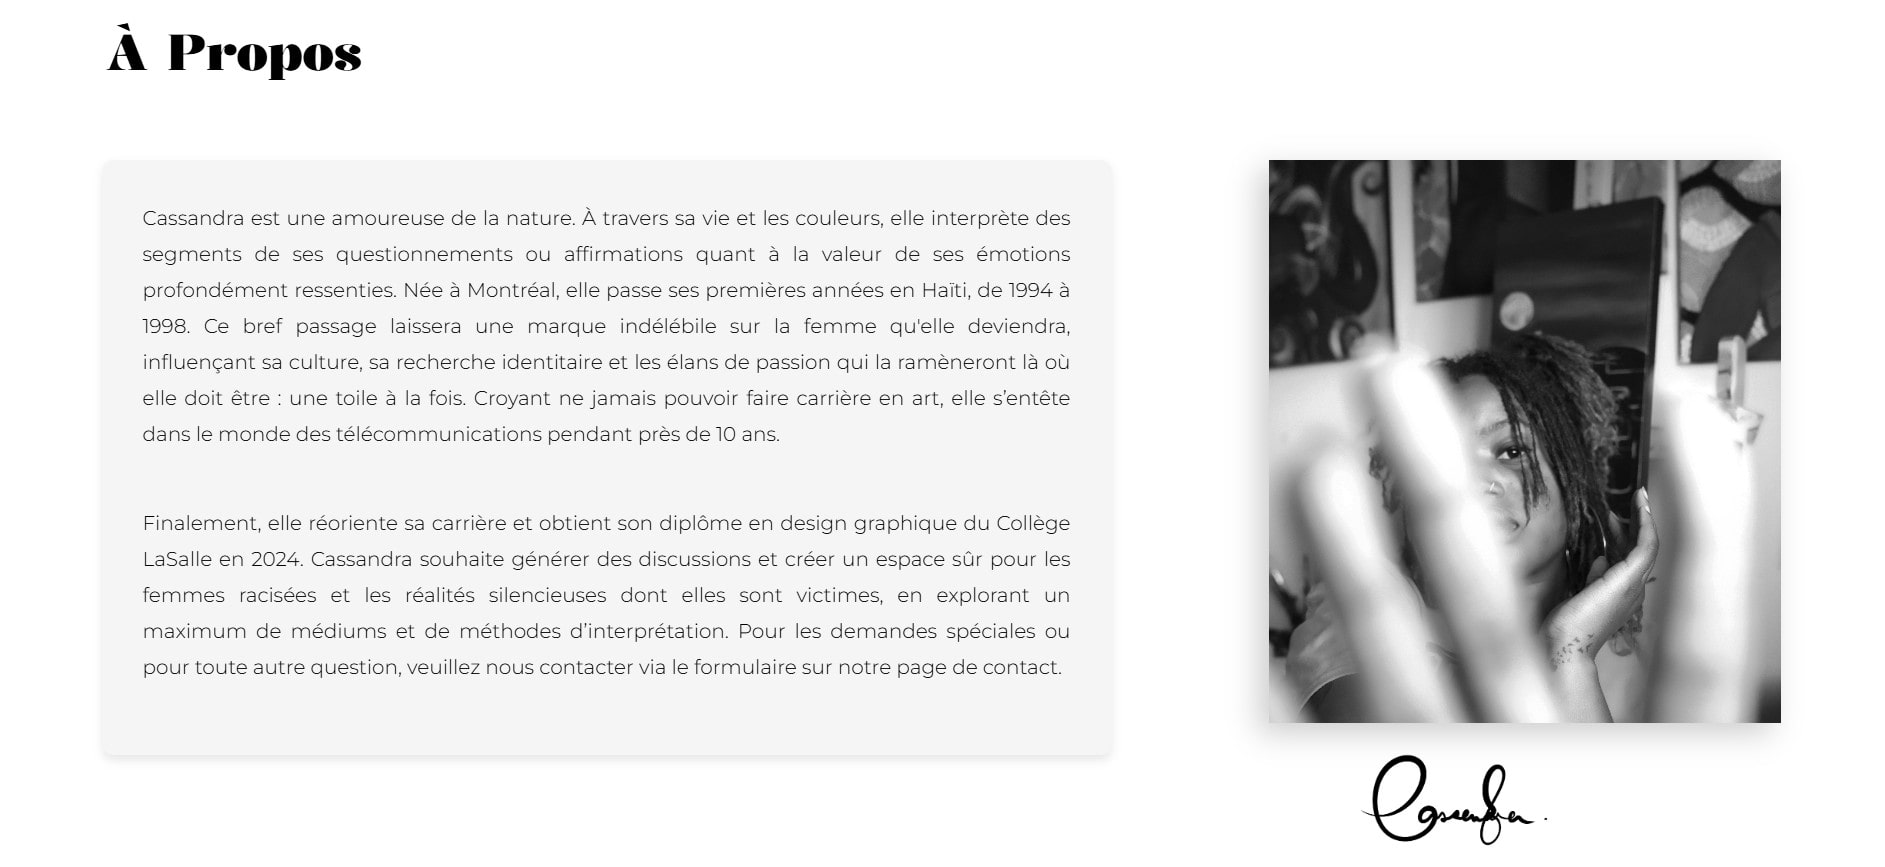 À Propos
Cassandra est une amoureuse de la nature. À travers sa vie et les couleurs, elle interprète des
segments de ses questionnements ou affirmations quant à la valeur de ses émotions
profondément ressenties. Née à Montréal, elle passe ses premières années en Haïti, de 1994 à
1998. Ce bref passage laissera une marque indélébile sur la femme qu'elle deviendra,
influençant sa culture, sa recherche identitaire et les élans de passion qui la ramèneront là où
elle doit être : une toile à la fois. Croyant ne jamais pouvoir faire carrière en art, elle s’entête
dans le monde des télécommunications pendant près de 10 ans.
Finalement, elle réoriente sa carrière et obtient son diplôme en design graphique du Collège
LaSalle en 2024. Cassandra souhaite générer des discussions et créer un espace sûr pour les
femmes racisées et les réalités silencieuses dont elles sont victimes, en explorant un
maximum de médiums et de méthodes d’interprétation. Pour les demandes spéciales ou
pour toute autre question, veuillez nous contacter via le formulaire sur notre page de contact.
Cassandra.